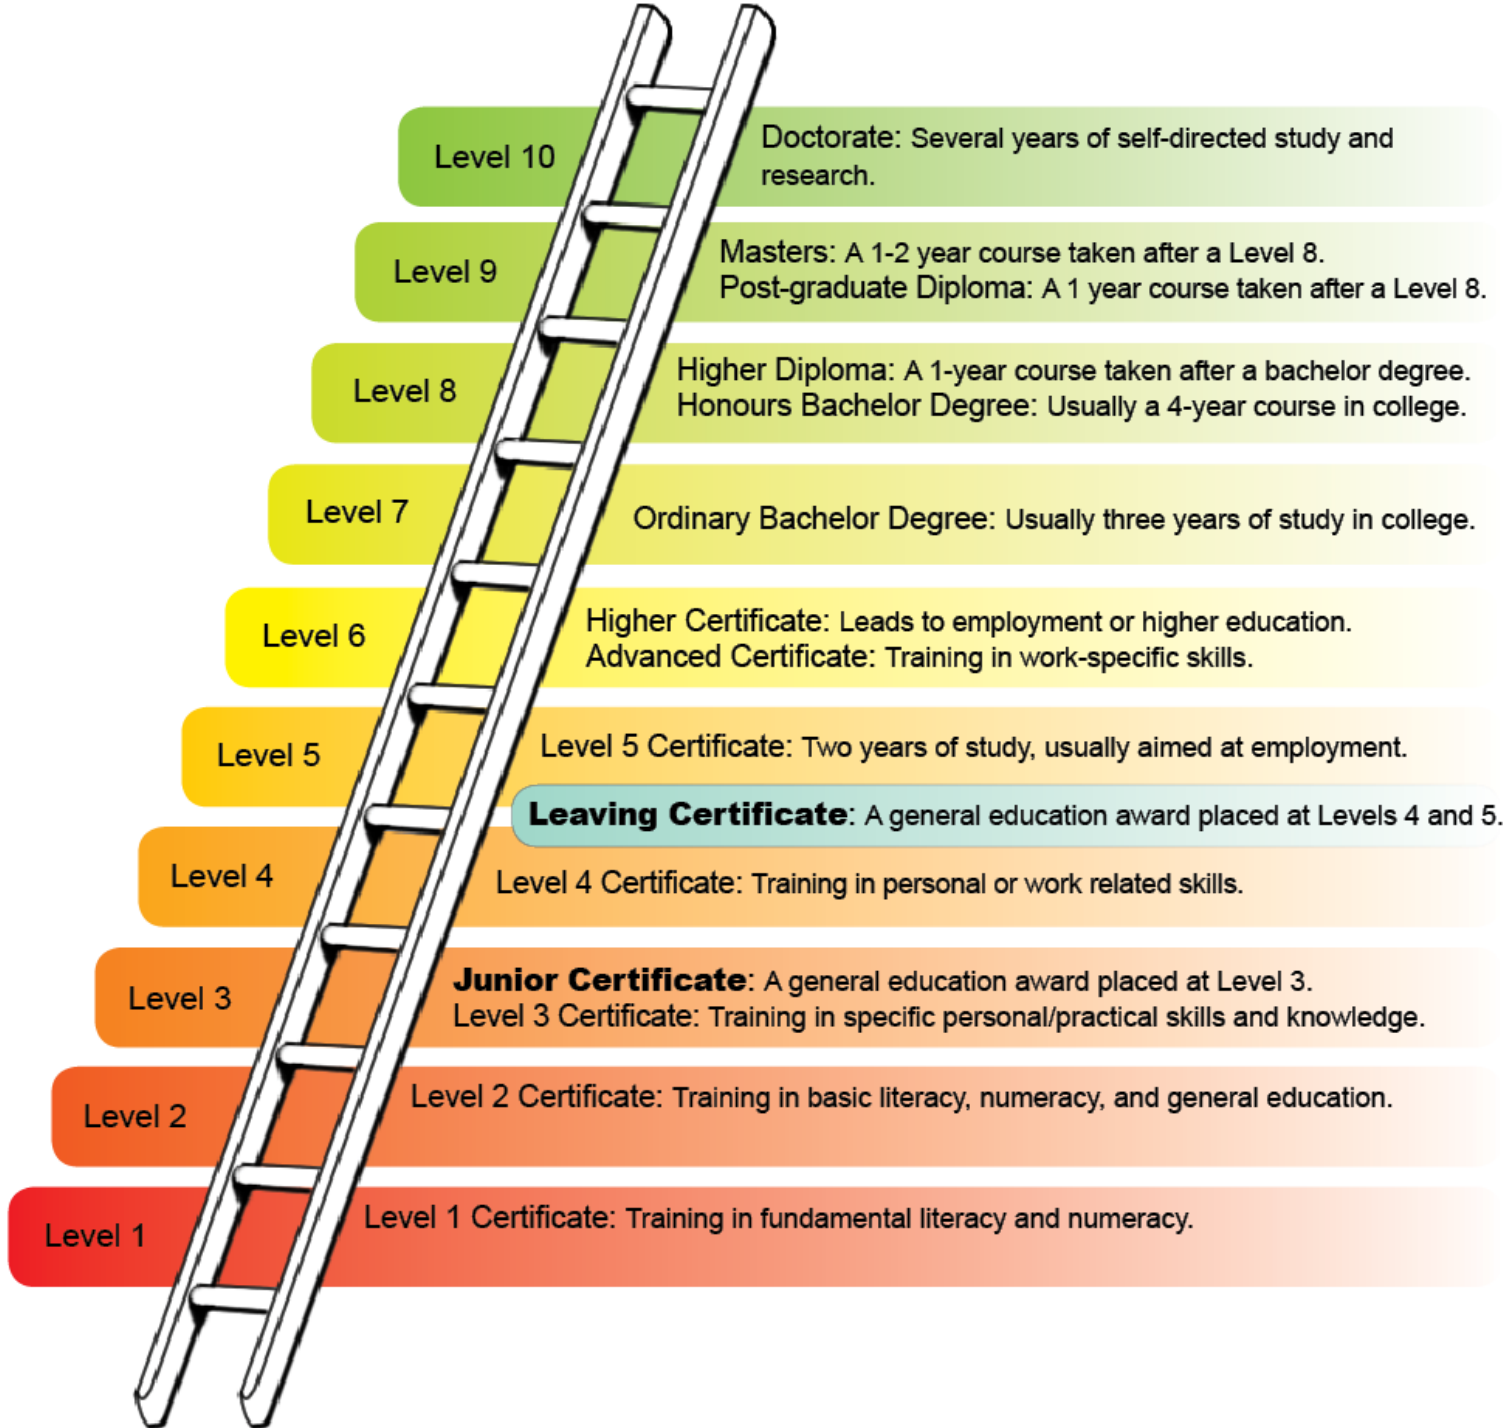 Level 10
Doctorate: Several years of self-directed study and
research.
Level 9
Masters: A 1-2 year course taken after a Level 8.
Post-graduate Diploma: A 1 year course taken after a Level 8.
Level 8
Higher Diploma: A 1-year course taken after a bachelor degree.
Honours Bachelor Degree: Usually a 4-year course in college.
Level 7
Ordinary Bachelor Degree: Usually three years of study in college.
Level 6
Higher Certificate: Leads to employment or higher education.
Advanced Certificate: Training in work-specific skills.
Level 5
Level 5 Certificate: Two years of study, usually aimed at employment.
Leaving Certificate: A general education award placed at Levels 4 and 5.
Level 4
Level 4 Certificate: Training in personal or work related skills.
Level 3
Junior Certificate: A general education award placed at Level 3.
Level 3 Certificate: Training in specific personal/practical skills and knowledge.
Level 2
Level 2 Certificate: Training in basic literacy, numeracy, and general education.
Level 1
Level 1 Certificate: Training in fundamental literacy and numeracy.